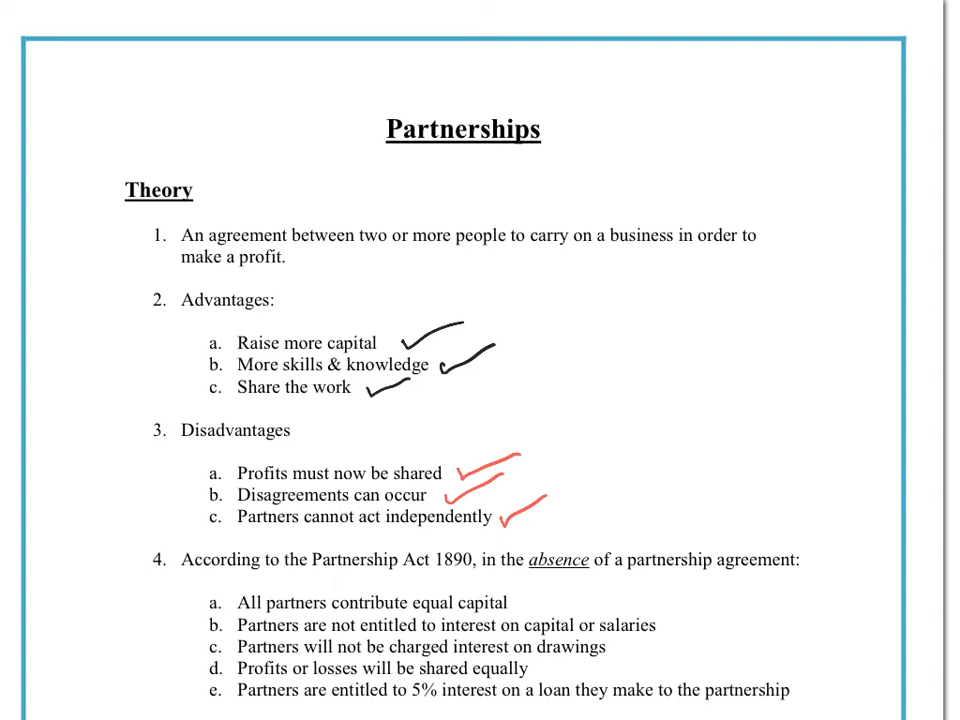 Partnerships
Theory
1. An agreement between two or more people to carry on a business in order to
make a profit.
2. Advantages:
a. Raise more capital
b. More skills & knowledge
c. Share the work
3. Disadvantages
a. Profits must now be shared
b. Disagreements can occur
c. Partners cannot act independently
4. According to the Partnership Act 1890, in the absence of a partnership agreement:
a. All partners contribute equal capital
b. Partners are not entitled to interest on capital or salaries
c. Partners will not be charged interest on drawings
d. Profits or losses will be shared equally
e. Partners are entitled to 5% interest on a loan they make to the partnership